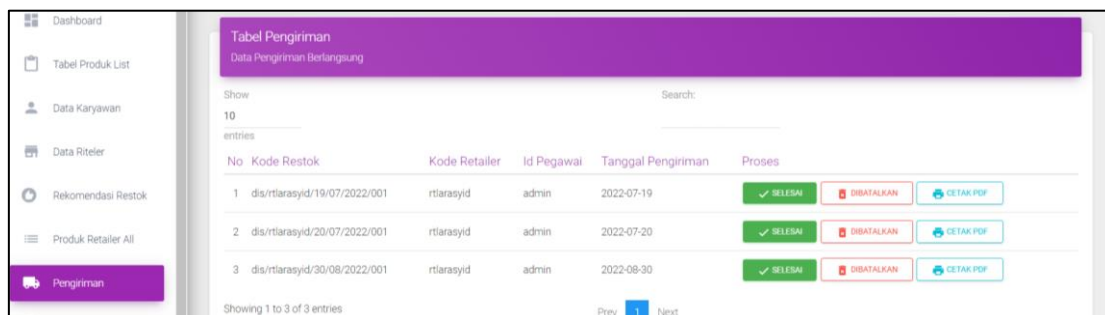 Dashboard
Tabel Produk List
Data Karyawan
Data Riteler
Rekomendasi Restok
Produk Retailer All
Pengiriman
Tabel Pengiriman
Data Pengiriman Berlangsung
Show
10
entries
Search:
No Kode Restok Kode Retailer Id Pegawai Tanggal Pengiriman Proses
1 dis/rtlarasyid/19/07/2022/001 rtlarasyid admin 2022-07-19 SELESAI DIBATALKAN CETAK PDF
2 dis/rtlarasyid/20/07/2022/001 rtlarasyid admin 2022-07-20 SELESAI DIBATALKAN CETAK PDF
3 dis/rtlarasyid/30/08/2022/001 rtlarasyid admin 2022-08-30 SELESAI DIBATALKAN CETAK PDF
Showing 1 to 3 of 3 entries
Prev 1 Next